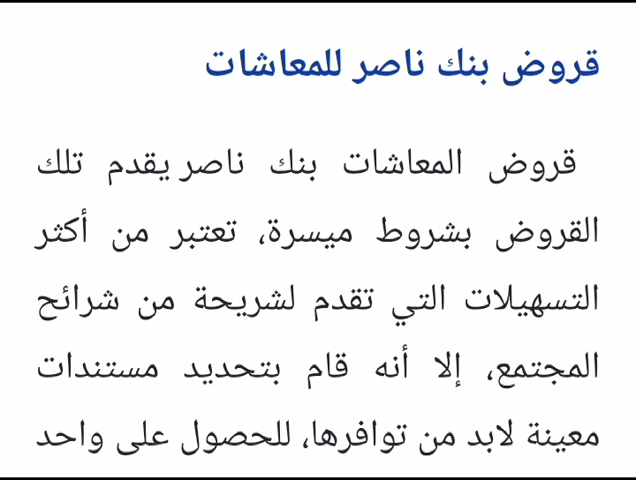 قروض بنك ناصر للمعاشات
قروض المعاشات بنك ناصر يقدم تلك
القروض بشروط ميسرة، تعتبر من أكثر
التسهيلات التي تقدم لشريحة من شرائح
المجتمع، إلا أنه قام بتحديد مستندات
معينة لابد من توافرها، للحصول على واحد